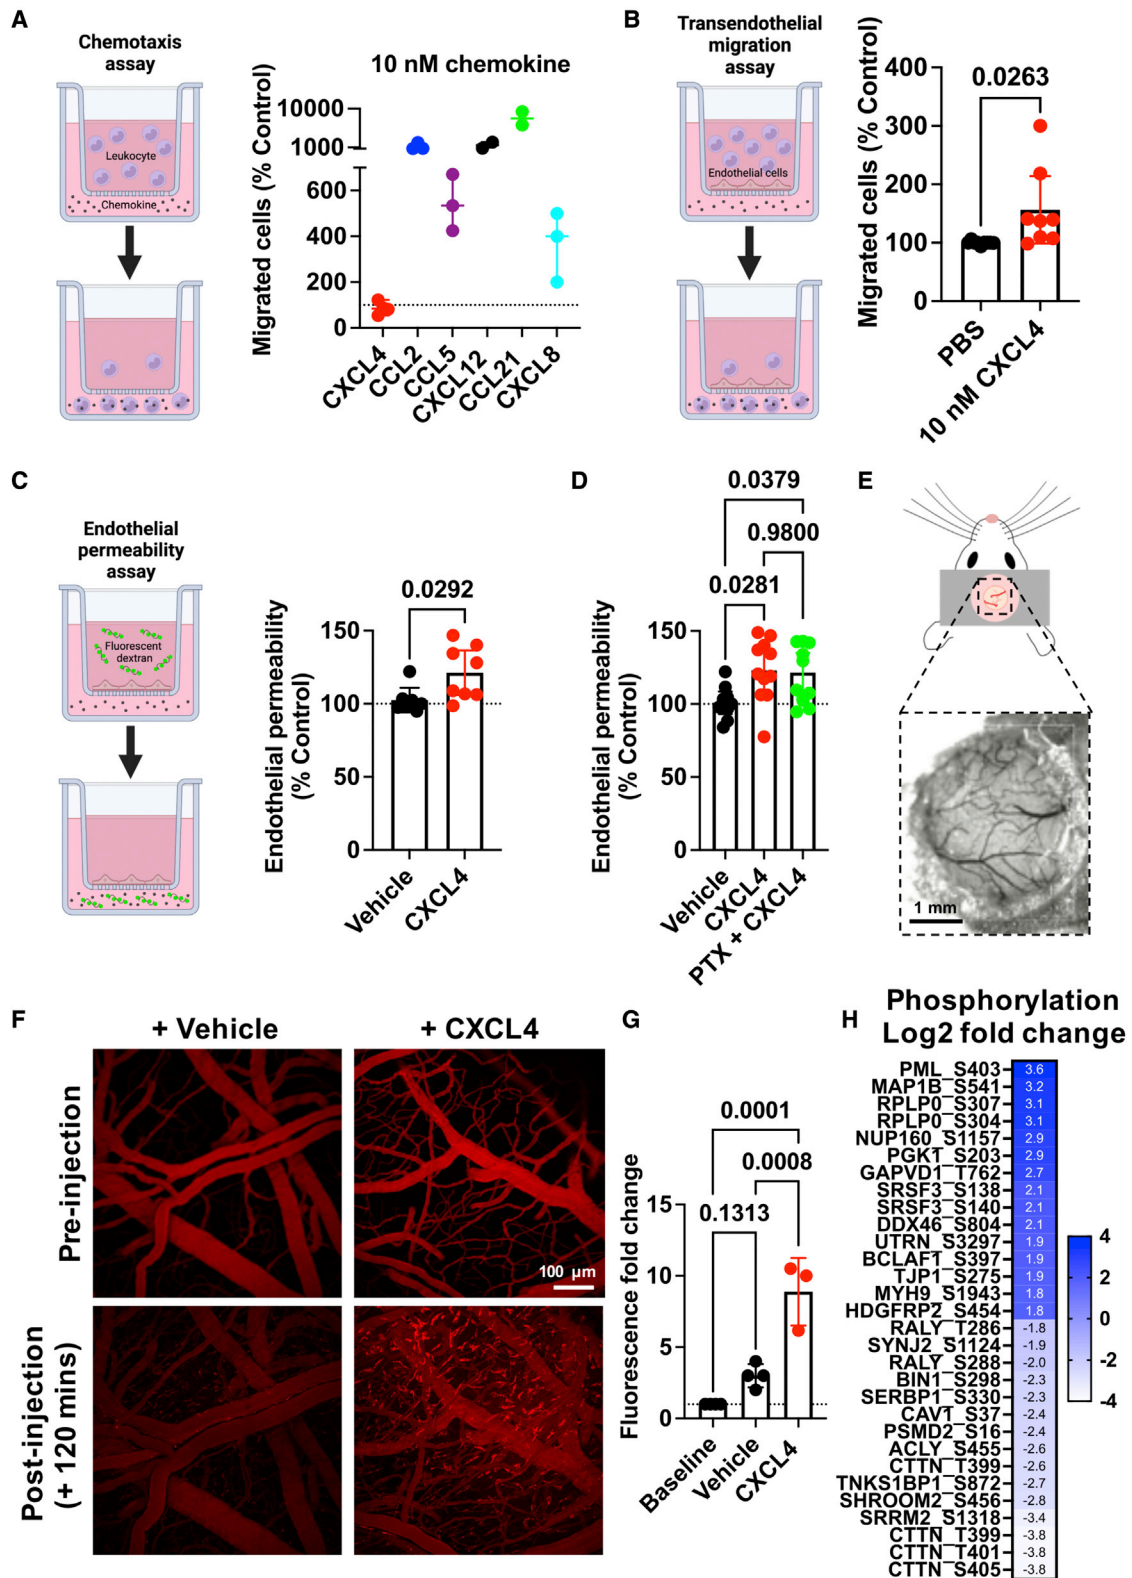 A
Chemotaxis
assay
Leukocyte
Chemokine
10 nM chemokine
Migrated cells (% Control)
10000
1000
600
400
200
0
CXCL4
CCL2
CCL5
CXCL12
CCL21
CXCL8
B
Transendothelial
migration
assay
Endothelial cells
Migrated cells (% Control)
400
300
200
100
0
0.0263
PBS
10 nM CXCL4
C
Endothelial
permeability
assay
Fluorescent
dextran
Endothelial permeability
(% Control)
150
100
50
0
0.0292
Vehicle
CXCL4
D
0.0379
0.9800
0.0281
Endothelial permeability
(% Control)
150
100
50
0
Vehicle
CXCL4
PTX + CXCL4
E
1 mm
F
+ Vehicle
+ CXCL4
Pre-injection
100 µm
Post-injection
(+ 120 mins)
G
0.0001
0.0008
0.1313
Fluorescence fold change
15
10
5
0
Baseline
Vehicle
CXCL4
H
Phosphorylation
Log2 fold change
PML_S403 3.6
MAP1B_S541 3.2
RPLP0_S307 3.1
RPLP0_S304 3.1
NUP160_S1157 2.9
PGK1_S203 2.9
GAPVD1_T762 2.7
SRSF3_S138 2.1
SRSF3_S140 2.1
DDX46_S804 2.1
UTRN_S3297 1.9
BCLAF1_S397 1.9
TJP1_S275 1.9
MYH9_S1943 1.8
HDGFRP2_S454 1.8
RALY_T286 -1.8
SYNJ2_S1124 -1.9
RALY_S288 -2.0
BIN1_S298 -2.3
SERBP1_S330 -2.3
CAV1_S37 -2.4
PSMD2_S16 -2.4
ACLY_S455 -2.6
CTTN_T399 -2.6
TNKS1BP1_S872 -2.7
SHROOM2_S456 -2.8
SRRM2_S1318 -3.4
CTTN_T399 -3.8
CTTN_T401 -3.8
CTTN_S405 -3.8
4
2
0
-2
-4